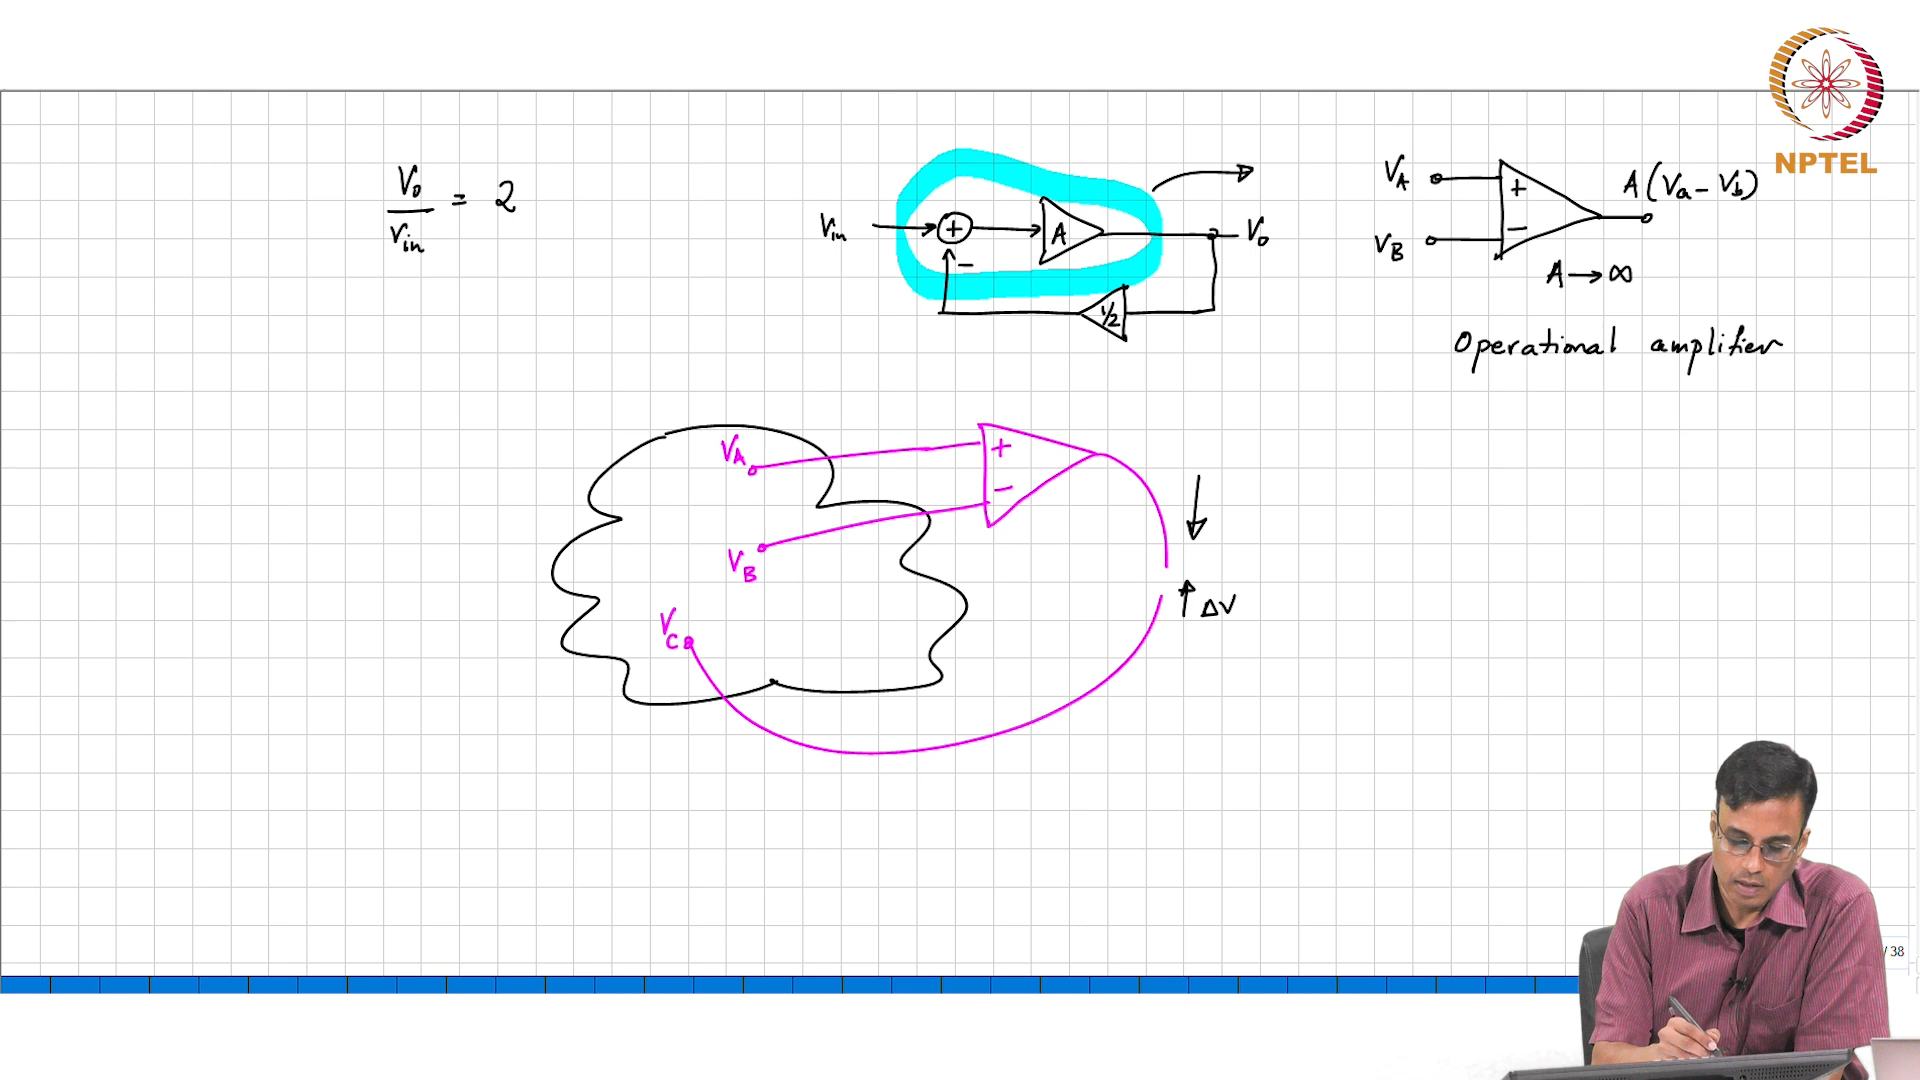 NPTEL
V₀/Vin = 2
Vin + A V₀
−
1/2
VA + A(Va − Vb)
VB −
A → ∞
Operational amplifier
VA +
−
VB
ΔV
VC
/ 38